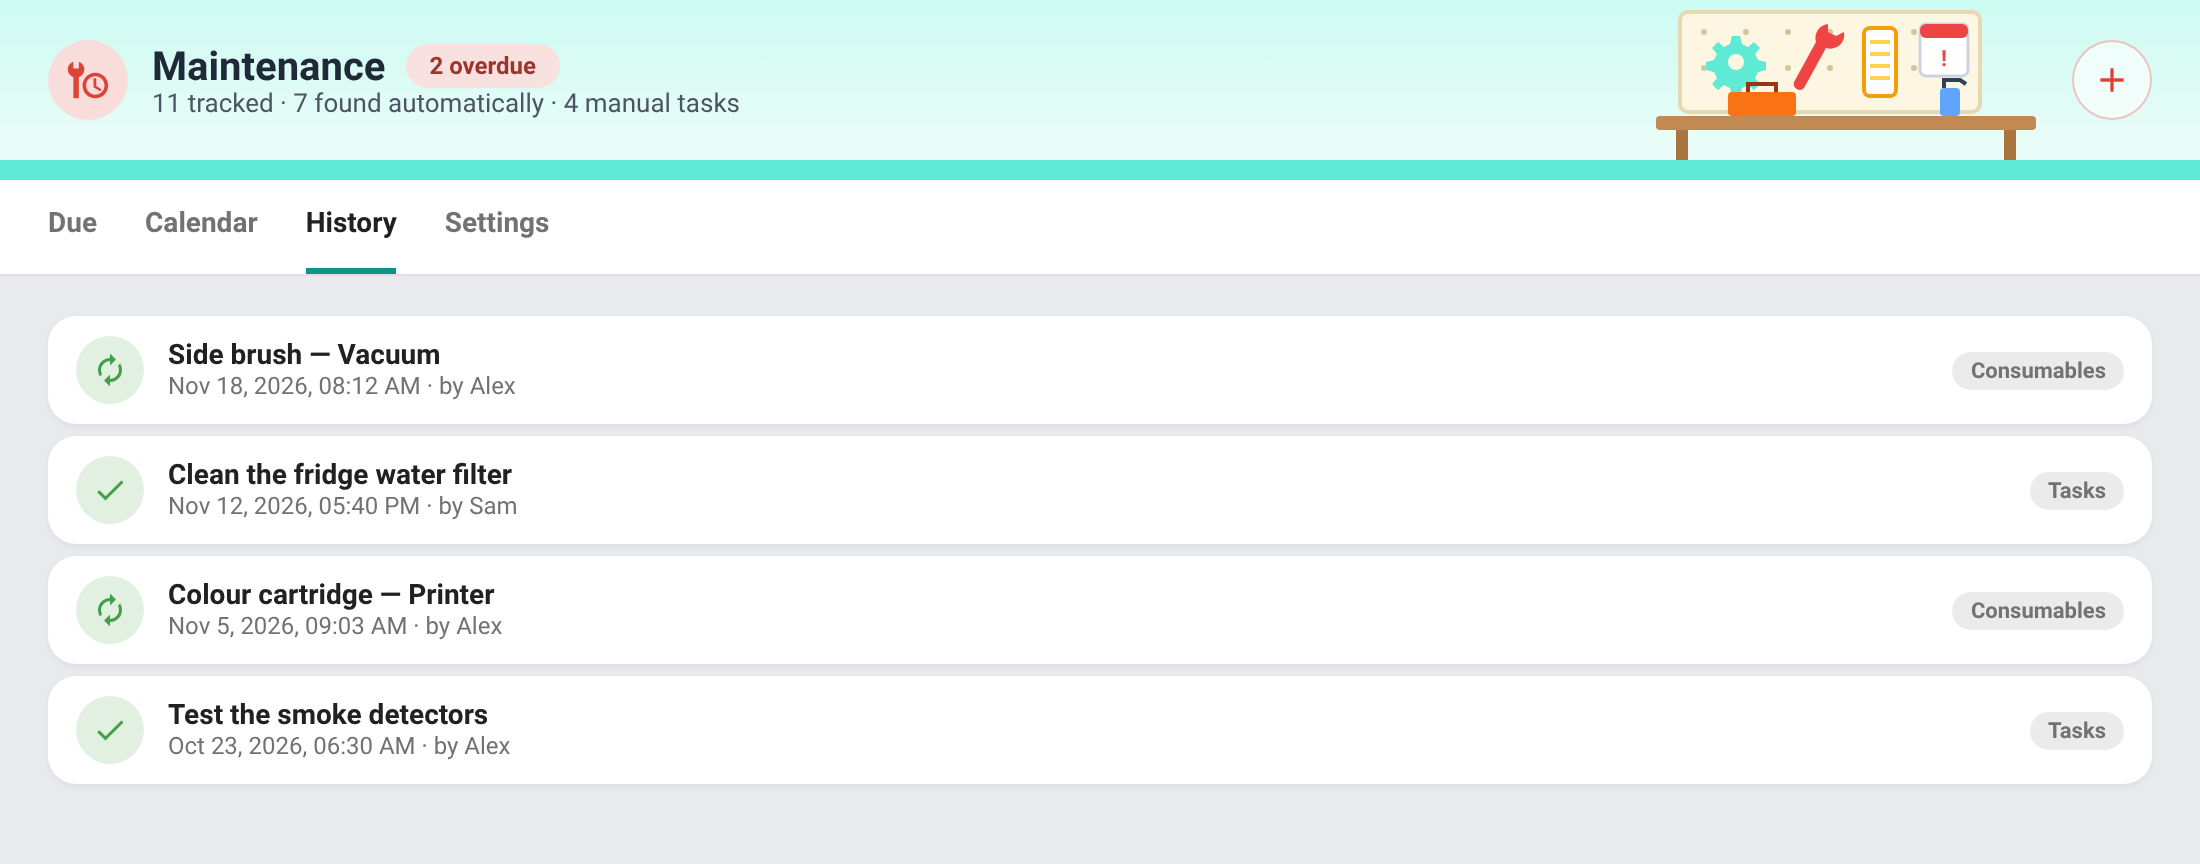 Maintenance 2 overdue
11 tracked · 7 found automatically · 4 manual tasks
!
Due Calendar History Settings
Side brush — Vacuum
Nov 18, 2026, 08:12 AM · by Alex
Consumables
Clean the fridge water filter
Nov 12, 2026, 05:40 PM · by Sam
Tasks
Colour cartridge — Printer
Nov 5, 2026, 09:03 AM · by Alex
Consumables
Test the smoke detectors
Oct 23, 2026, 06:30 AM · by Alex
Tasks